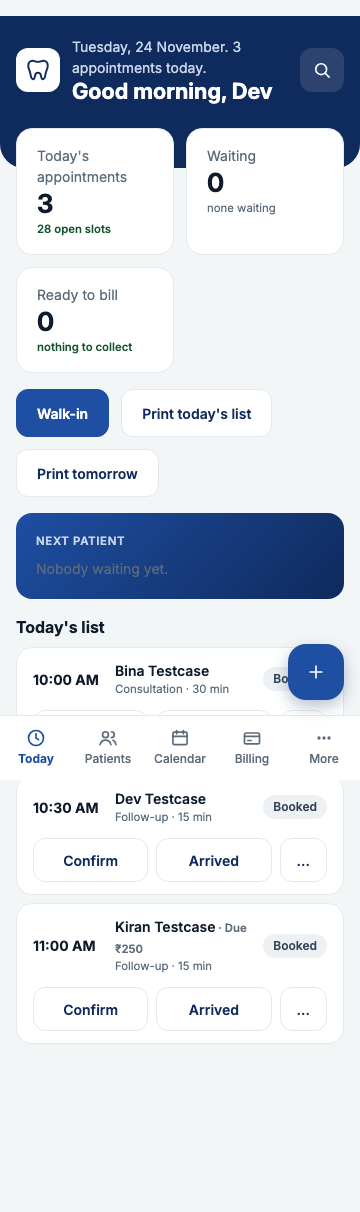 Tuesday, 24 November. 3
appointments today.
Good morning, Dev
Today's
appointments
3
28 open slots
Waiting
0
none waiting
Ready to bill
0
nothing to collect
Walk-in
Print today's list
Print tomorrow
NEXT PATIENT
Nobody waiting yet.
Today's list
10:00 AM
Bina Testcase
Consultation · 30 min
+
Today
Patients
Calendar
Billing
More
10:30 AM
Dev Testcase
Follow-up · 15 min
Booked
Confirm
Arrived
...
11:00 AM
Kiran Testcase · Due
₹250
Follow-up · 15 min
Booked
Confirm
Arrived
...